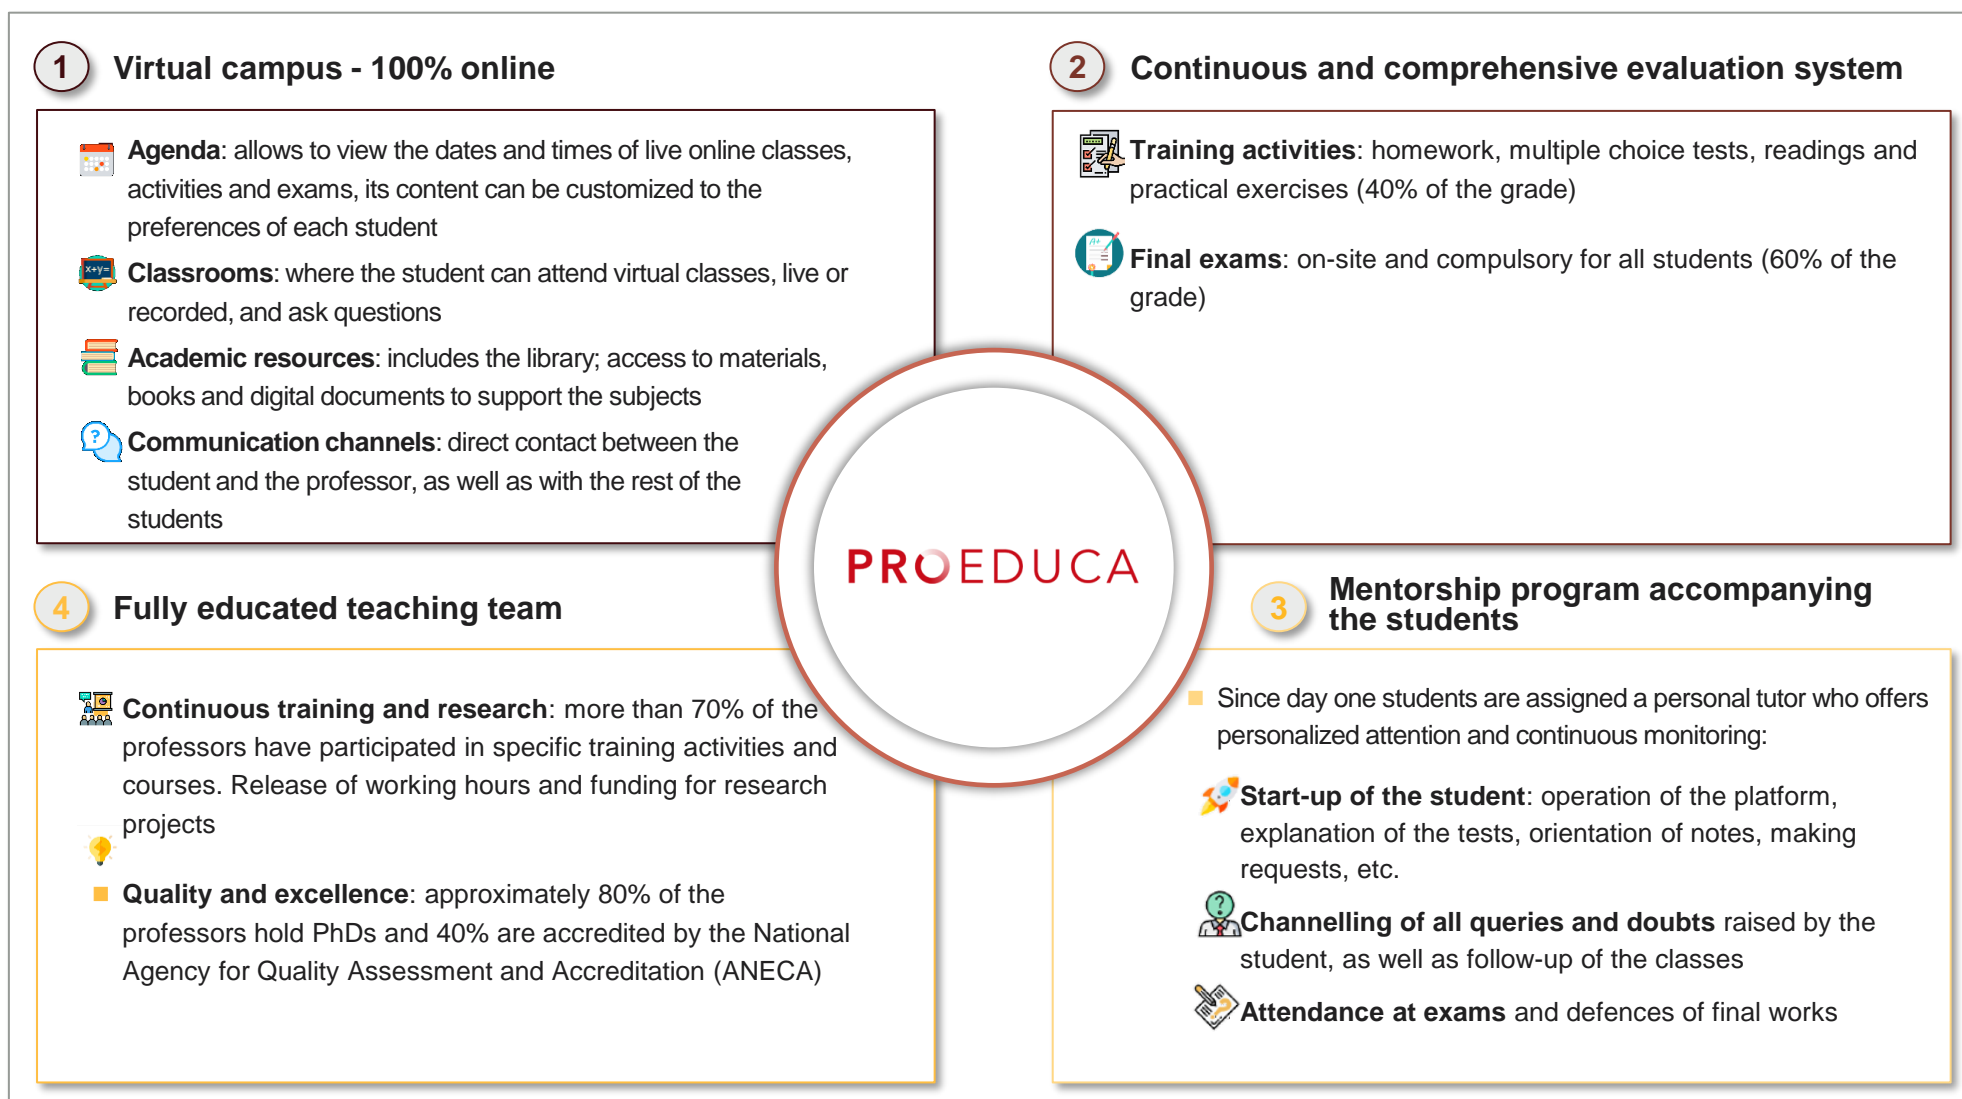 1 Virtual campus - 100% online
Agenda: allows to view the dates and times of live online classes,
activities and exams, its content can be customized to the
preferences of each student
Classrooms: where the student can attend virtual classes, live or
recorded, and ask questions
Academic resources: includes the library; access to materials,
books and digital documents to support the subjects
Communication channels: direct contact between the
student and the professor, as well as with the rest of the
students
2 Continuous and comprehensive evaluation system
Training activities: homework, multiple choice tests, readings and
practical exercises (40% of the grade)
Final exams: on-site and compulsory for all students (60% of the
grade)
PROEDUCA
4 Fully educated teaching team
Continuous training and research: more than 70% of the
professors have participated in specific training activities and
courses. Release of working hours and funding for research
projects
Quality and excellence: approximately 80% of the
professors hold PhDs and 40% are accredited by the National
Agency for Quality Assessment and Accreditation (ANECA)
3 Mentorship program accompanying
the students
Since day one students are assigned a personal tutor who offers
personalized attention and continuous monitoring:
Start-up of the student: operation of the platform,
explanation of the tests, orientation of notes, making
requests, etc.
Channelling of all queries and doubts raised by the
student, as well as follow-up of the classes
Attendance at exams and defences of final works